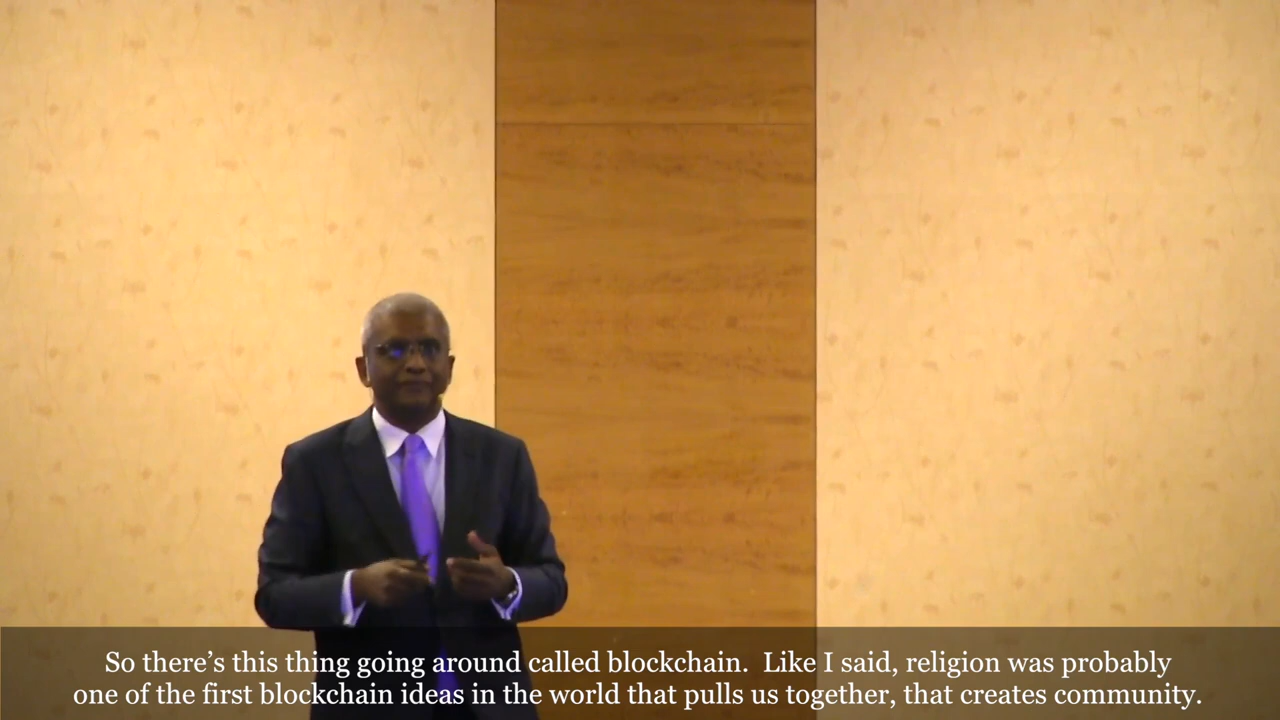 So there’s this thing going around called blockchain.  Like I said, religion was probably
one of the first blockchain ideas in the world that pulls us together, that creates community.